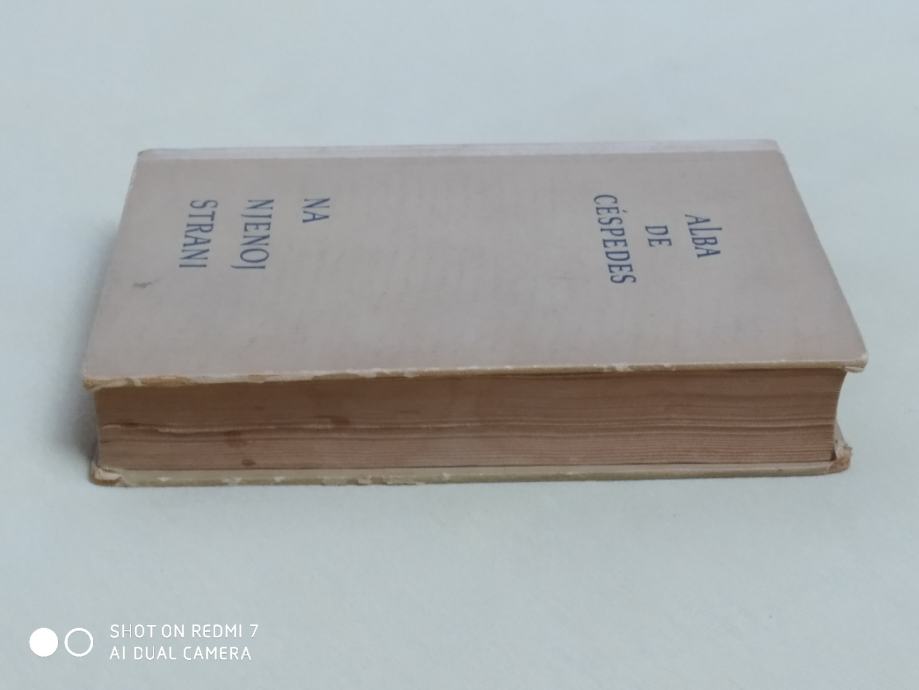 ALBA
DE
CÉSPEDES
NA
NJENOJ
STRANI
SHOT ON REDMI 7
AI DUAL CAMERA